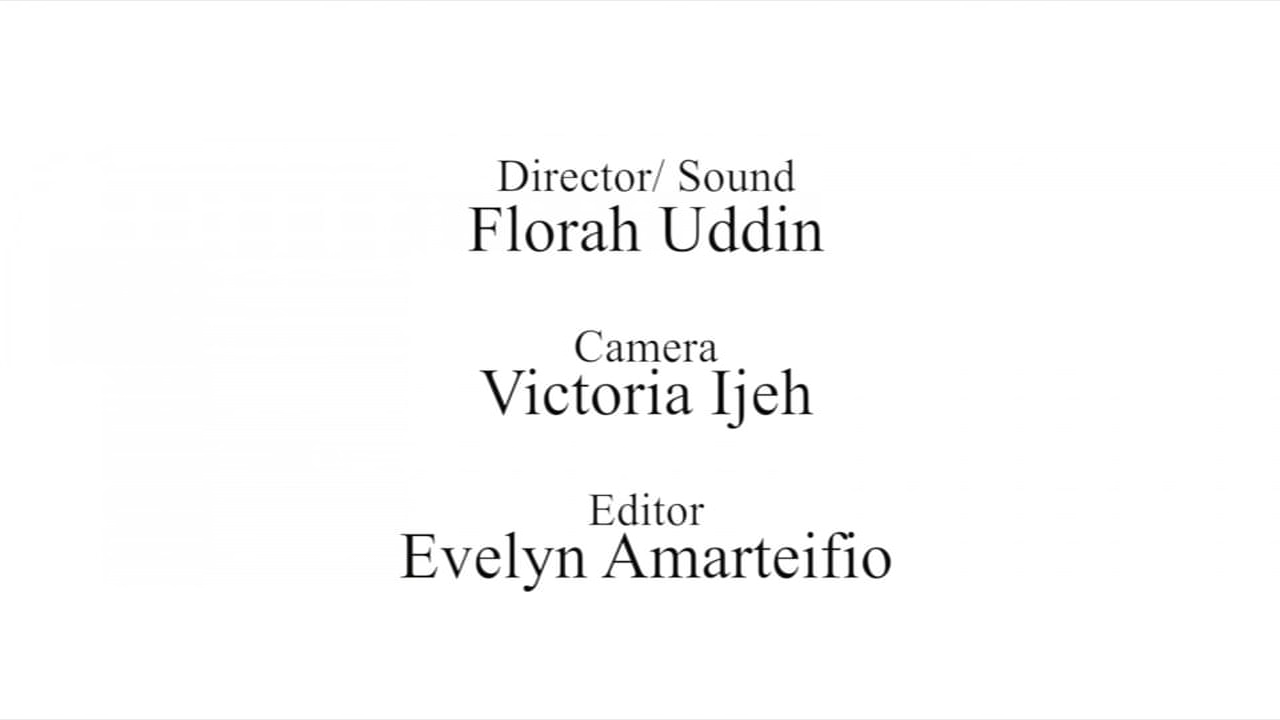 Director/ Sound
Florah Uddin
Camera
Victoria Ijeh
Editor
Evelyn Amarteifio